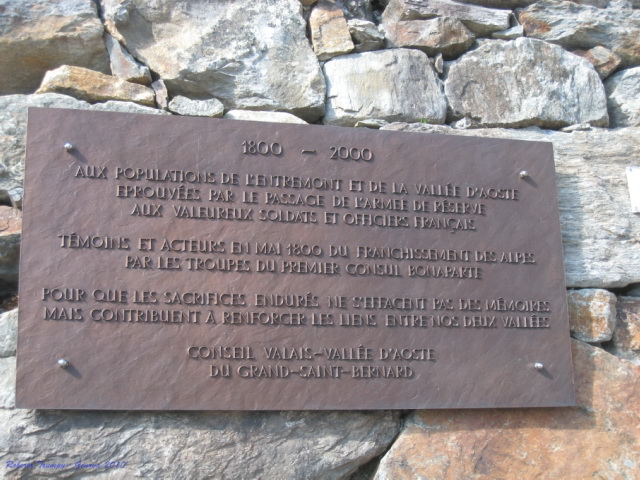 1800 – 2000
AUX POPULATIONS DE L'ENTREMONT ET DE LA VALLÉE D'AOSTE
EPROUVÉES PAR LE PASSAGE DE L'ARMEE DE RÉSERVE
AUX VALEUREUX SOLDATS ET OFFICIERS FRANÇAIS
TÉMOINS ET ACTEURS EN MAI 1800 DU FRANCHISSEMENT DES ALPES
PAR LES TROUPES DU PREMIER CONSUL BONAPARTE
POUR QUE LES SACRIFICES ENDURÉS NE S'EFFACENT PAS DES MÉMOIRES
MAIS CONTRIBUENT À RENFORCER LES LIENS ENTRE NOS DEUX VALLÉES
CONSEIL VALAIS-VALLÉE D'AOSTE
DU GRAND-SAINT-BERNARD